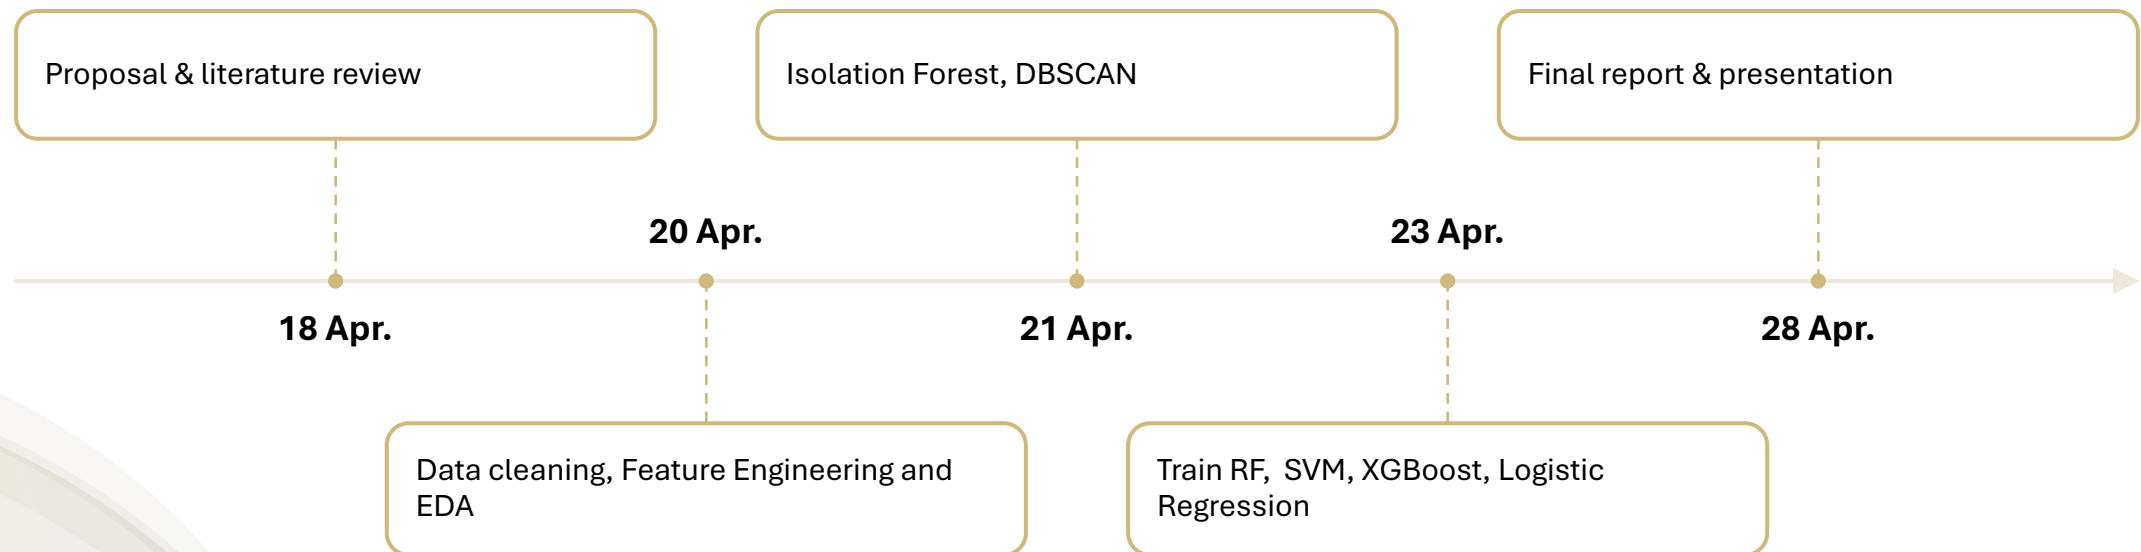 Proposal & literature review
Isolation Forest, DBSCAN
Final report & presentation
20 Apr.
23 Apr.
18 Apr.
21 Apr.
28 Apr.
Data cleaning, Feature Engineering and
EDA
Train RF,  SVM, XGBoost, Logistic
Regression